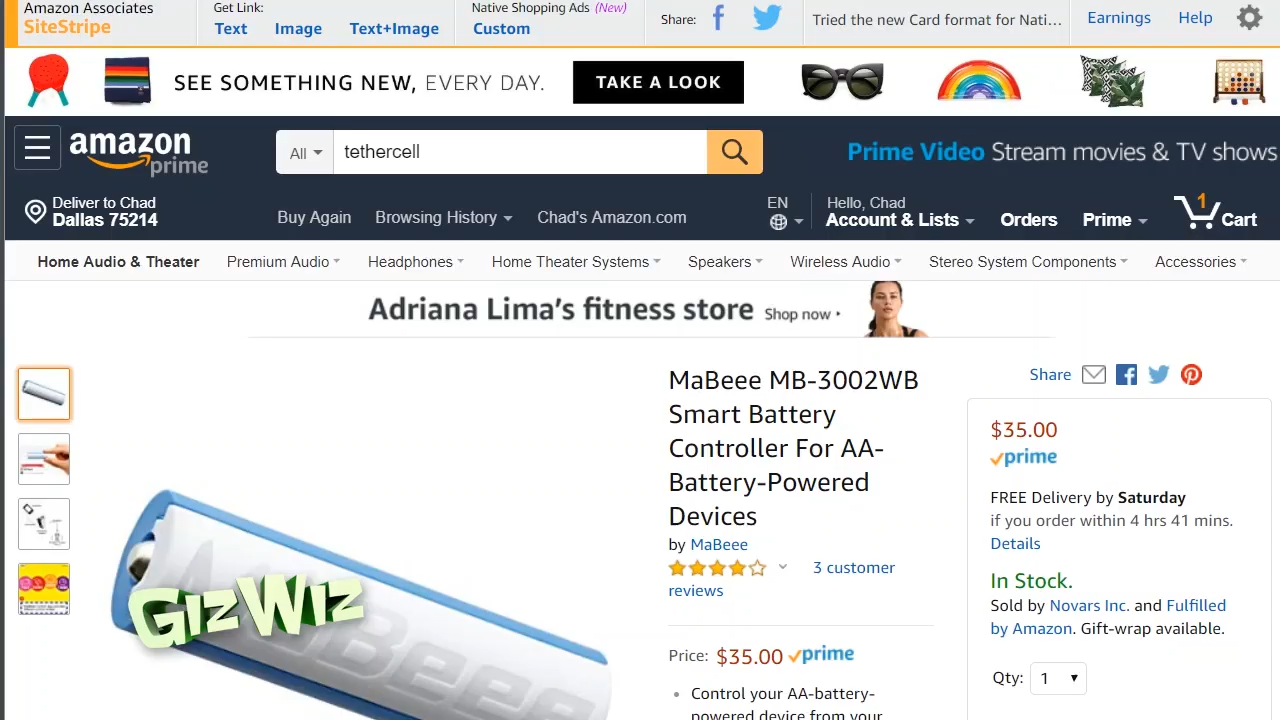 Amazon Associates
SiteStripe
Get Link:
Text Image Text+Image
Native Shopping Ads (New)
Custom
Share:
Tried the new Card format for Nati...
Earnings
Help
SEE SOMETHING NEW, EVERY DAY.
TAKE A LOOK
amazon
prime
All
tethercell
Prime Video Stream movies & TV shows
Deliver to Chad
Dallas 75214
Buy Again
Browsing History
Chad's Amazon.com
EN
Hello, Chad
Account & Lists
Orders
Prime
1
Cart
Home Audio & Theater
Premium Audio
Headphones
Home Theater Systems
Speakers
Wireless Audio
Stereo System Components
Accessories
Adriana Lima's fitness store Shop now
MaBeee MB-3002WB
Smart Battery
Controller For AA-
Battery-Powered
Devices
by MaBeee
3 customer
reviews
Price: $35.00 prime
Control your AA-battery-
powered device from your
Share
$35.00
prime
FREE Delivery by Saturday
if you order within 4 hrs 41 mins.
Details
In Stock.
Sold by Novars Inc. and Fulfilled
by Amazon. Gift-wrap available.
Qty: 1
MaBeee
GizWiz